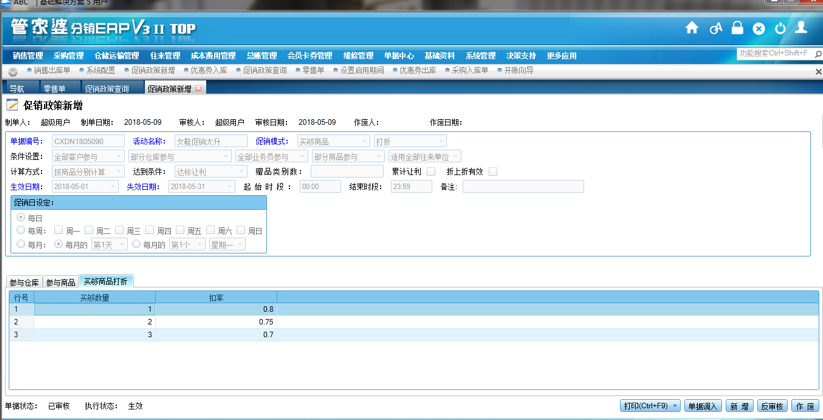 ABC | 基础解决方案 5 用户
管家婆 分销ERP V3 II TOP
销售管理 采购管理 仓储运输管理 往来管理 成本费用管理 总账管理 会员卡券管理 维修管理 单据中心 基础资料 系统管理 决策支持 更多应用
功能搜索Ctrl+Shift+F
销售出库单 系统配置 促销政策新增 优惠券入库 促销政策查询 零售单 设置启用期间 优惠券出库 采购入库单 开账向导
导航 零售单 促销政策查询 促销政策新增
促销政策新增
制单人: 超级用户 制单日期: 2018-05-09 审核人: 超级用户 审核日期: 2018-05-09 作废人: 作废日期:
单据编号: CXDN1805090 活动名称: 女鞋促销太升 促销模式: 买够商品 打折
条件设置: 全部客户参与 部分仓库参与 全部业务员参与 部分商品参与 适用全部往来单位
计算方式: 按商品分别计算 达到条件: 达标让利 赠品类别数: 累计让利 折上折有效
生效日期: 2018-05-01 失效日期: 2018-05-31 起始时段: 00:00 结束时段: 23:59 备注:
促销日设定:
每日
每周: 周一 周二 周三 周四 周五 周六 周日
每月: 每月的 第1天 每月的 第1个 星期一
参与仓库 参与商品 买够商品打折
行号 买够数量 扣率
1 1 0.8
2 2 0.75
3 3 0.7
单据状态: 已审核 执行状态: 生效 打印(Ctrl+F9) 单据调入 新 增 反审核 作 废